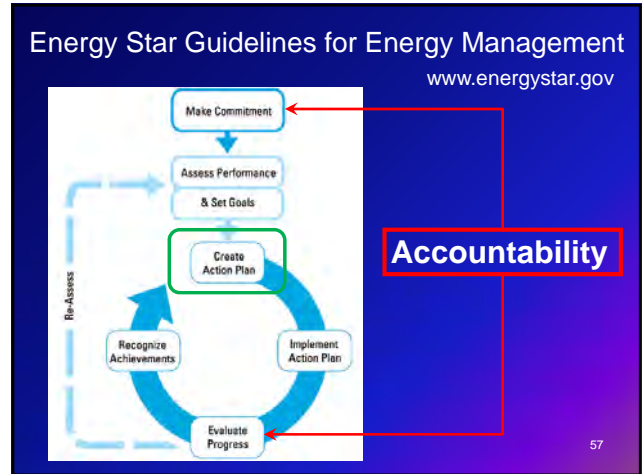 Energy Star Guidelines for Energy Management
www.energystar.gov
Make Commitment
Assess Performance
& Set Goals
Create
Action Plan
Accountability
Re-Assess
Recognize
Achievements
Implement
Action Plan
Evaluate
Progress
57